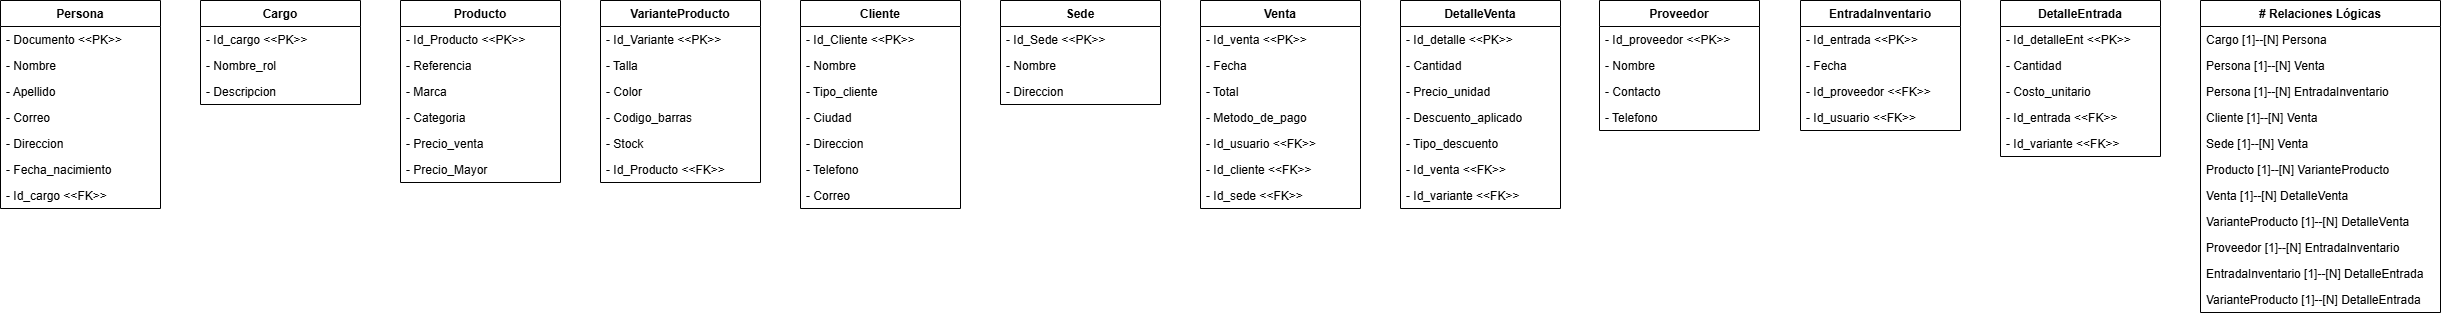 Persona
- Documento <<PK>>
- Nombre
- Apellido
- Correo
- Direccion
- Fecha_nacimiento
- Id_cargo <<FK>>
Cargo
- Id_cargo <<PK>>
- Nombre_rol
- Descripcion
Producto
- Id_Producto <<PK>>
- Referencia
- Marca
- Categoria
- Precio_venta
- Precio_Mayor
VarianteProducto
- Id_Variante <<PK>>
- Talla
- Color
- Codigo_barras
- Stock
- Id_Producto <<FK>>
Cliente
- Id_Cliente <<PK>>
- Nombre
- Tipo_cliente
- Ciudad
- Direccion
- Telefono
- Correo
Sede
- Id_Sede <<PK>>
- Nombre
- Direccion
Venta
- Id_venta <<PK>>
- Fecha
- Total
- Metodo_de_pago
- Id_usuario <<FK>>
- Id_cliente <<FK>>
- Id_sede <<FK>>
DetalleVenta
- Id_detalle <<PK>>
- Cantidad
- Precio_unidad
- Descuento_aplicado
- Tipo_descuento
- Id_venta <<FK>>
- Id_variante <<FK>>
Proveedor
- Id_proveedor <<PK>>
- Nombre
- Contacto
- Telefono
EntradaInventario
- Id_entrada <<PK>>
- Fecha
- Id_proveedor <<FK>>
- Id_usuario <<FK>>
DetalleEntrada
- Id_detalleEnt <<PK>>
- Cantidad
- Costo_unitario
- Id_entrada <<FK>>
- Id_variante <<FK>>
# Relaciones Lógicas
Cargo [1]--[N] Persona
Persona [1]--[N] Venta
Persona [1]--[N] EntradaInventario
Cliente [1]--[N] Venta
Sede [1]--[N] Venta
Producto [1]--[N] VarianteProducto
Venta [1]--[N] DetalleVenta
VarianteProducto [1]--[N] DetalleVenta
Proveedor [1]--[N] EntradaInventario
EntradaInventario [1]--[N] DetalleEntrada
VarianteProducto [1]--[N] DetalleEntrada